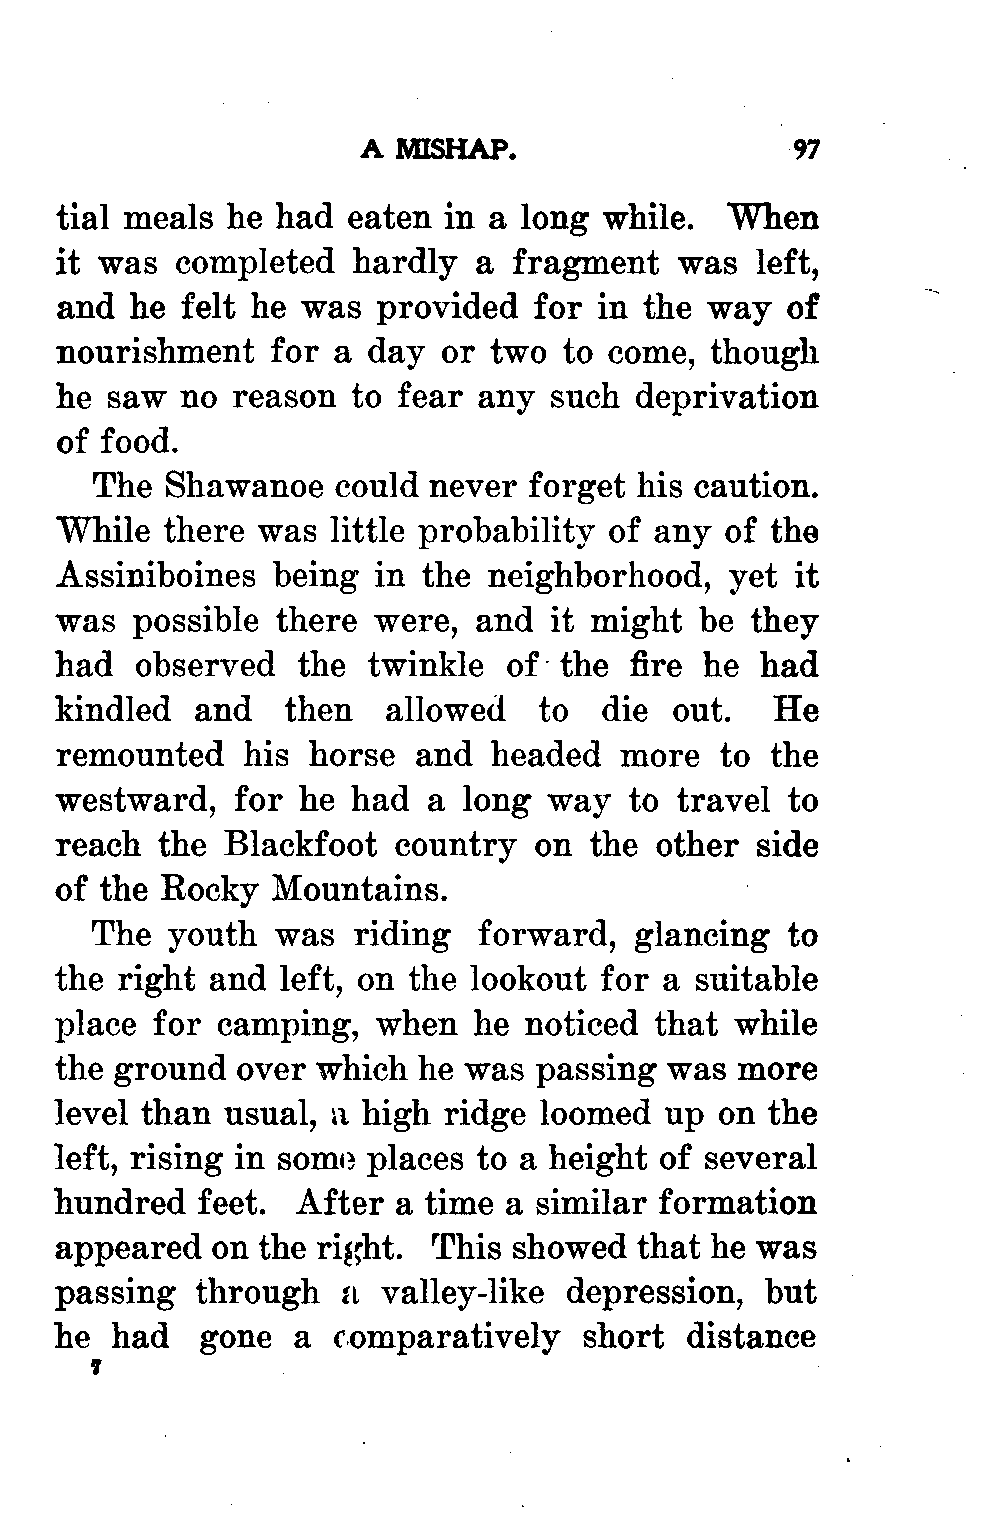 A MISHAP. 97
tial meals he had eaten in a long while. When
it was completed hardly a fragment was left,
and he felt he was provided for in the way of
nourishment for a day or two to come, though
he saw no reason to fear any such deprivation
of food.
The Shawanoe could never forget his caution.
While there was little probability of any of the
Assiniboines being in the neighborhood, yet it
was possible there were, and it might be they
had observed the twinkle of the fire he had
kindled and then allowed to die out. He
remounted his horse and headed more to the
westward, for he had a long way to travel to
reach the Blackfoot country on the other side
of the Rocky Mountains.
The youth was riding forward, glancing to
the right and left, on the lookout for a suitable
place for camping, when he noticed that while
the ground over which he was passing was more
level than usual, a high ridge loomed up on the
left, rising in some places to a height of several
hundred feet. After a time a similar formation
appeared on the right. This showed that he was
passing through a valley-like depression, but
he had gone a comparatively short distance
7